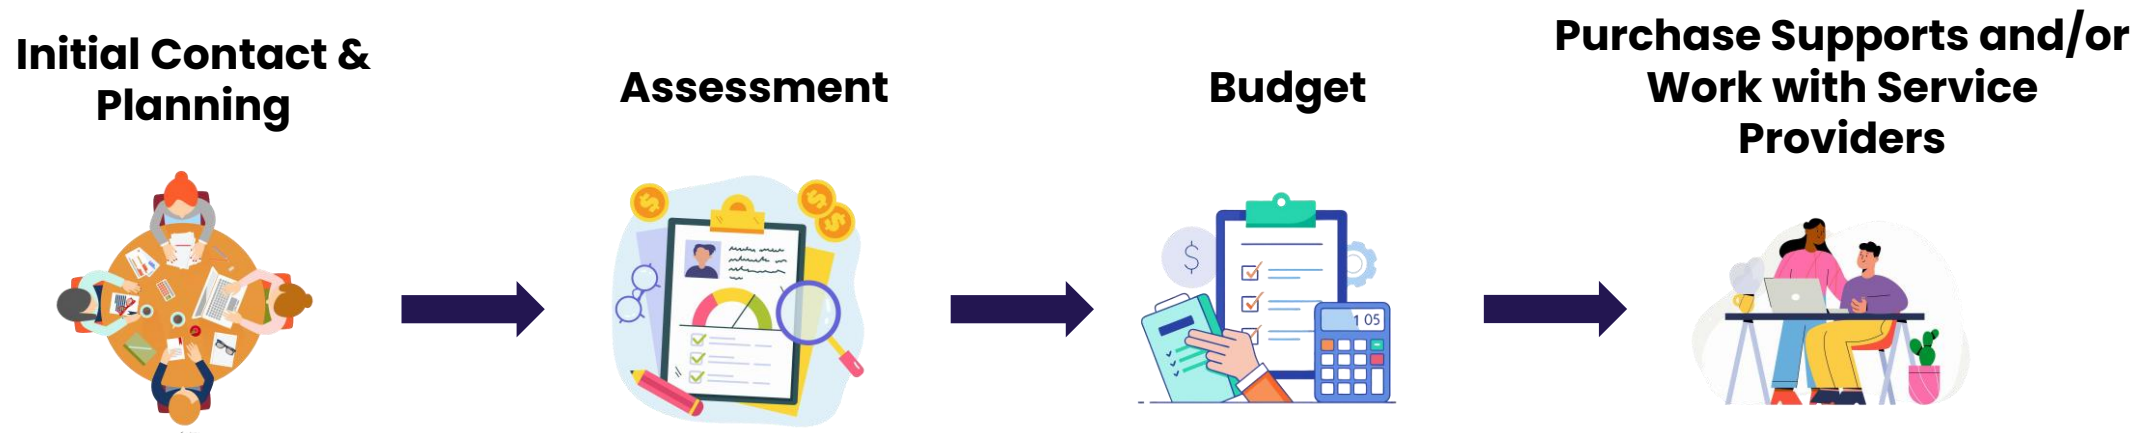 Initial Contact &
Planning
Assessment
Budget
Purchase Supports and/or
Work with Service
Providers
$
$
$
$
1 05